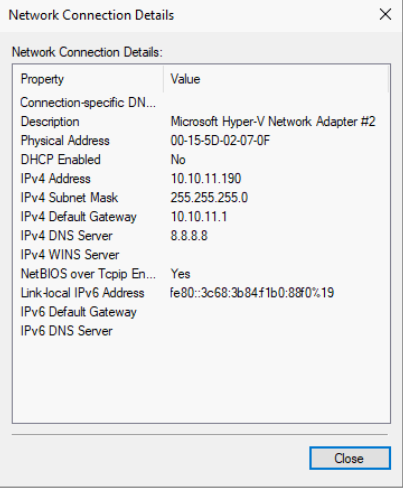 Network Connection Details
Network Connection Details:
Property Value
Connection-specific DN...
Description Microsoft Hyper-V Network Adapter #2
Physical Address 00-15-5D-02-07-0F
DHCP Enabled No
IPv4 Address 10.10.11.190
IPv4 Subnet Mask 255.255.255.0
IPv4 Default Gateway 10.10.11.1
IPv4 DNS Server 8.8.8.8
IPv4 WINS Server
NetBIOS over Tcpip En... Yes
Link-local IPv6 Address fe80::3c68:3b84:f1b0:88f0%19
IPv6 Default Gateway
IPv6 DNS Server
Close